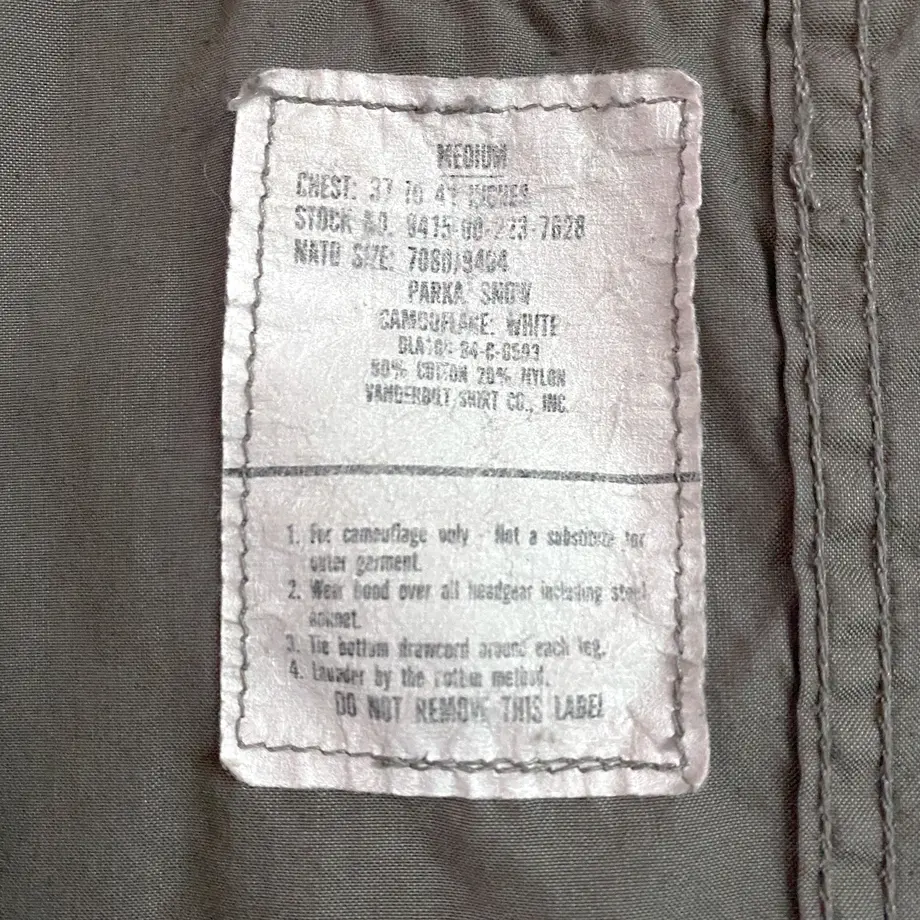 MEDIUM
CHEST: 37 TO 41 INCHES
STOCK NO. 8415-00-223-7628
NATO SIZE: 7080/9404
PARKA, SNOW
CAMOUFLAGE: WHITE
DLA100-84-C-0593
80% COTTON 20% NYLON
VANDERBILT SHIRT CO., INC.
1. For camouflage only - Not a substitute for
outer garment.
2. Wear hood over all headgear including steel
helmet.
3. Tie bottom drawcord around each leg.
4. Launder by the cotton method.
DO NOT REMOVE THIS LABEL